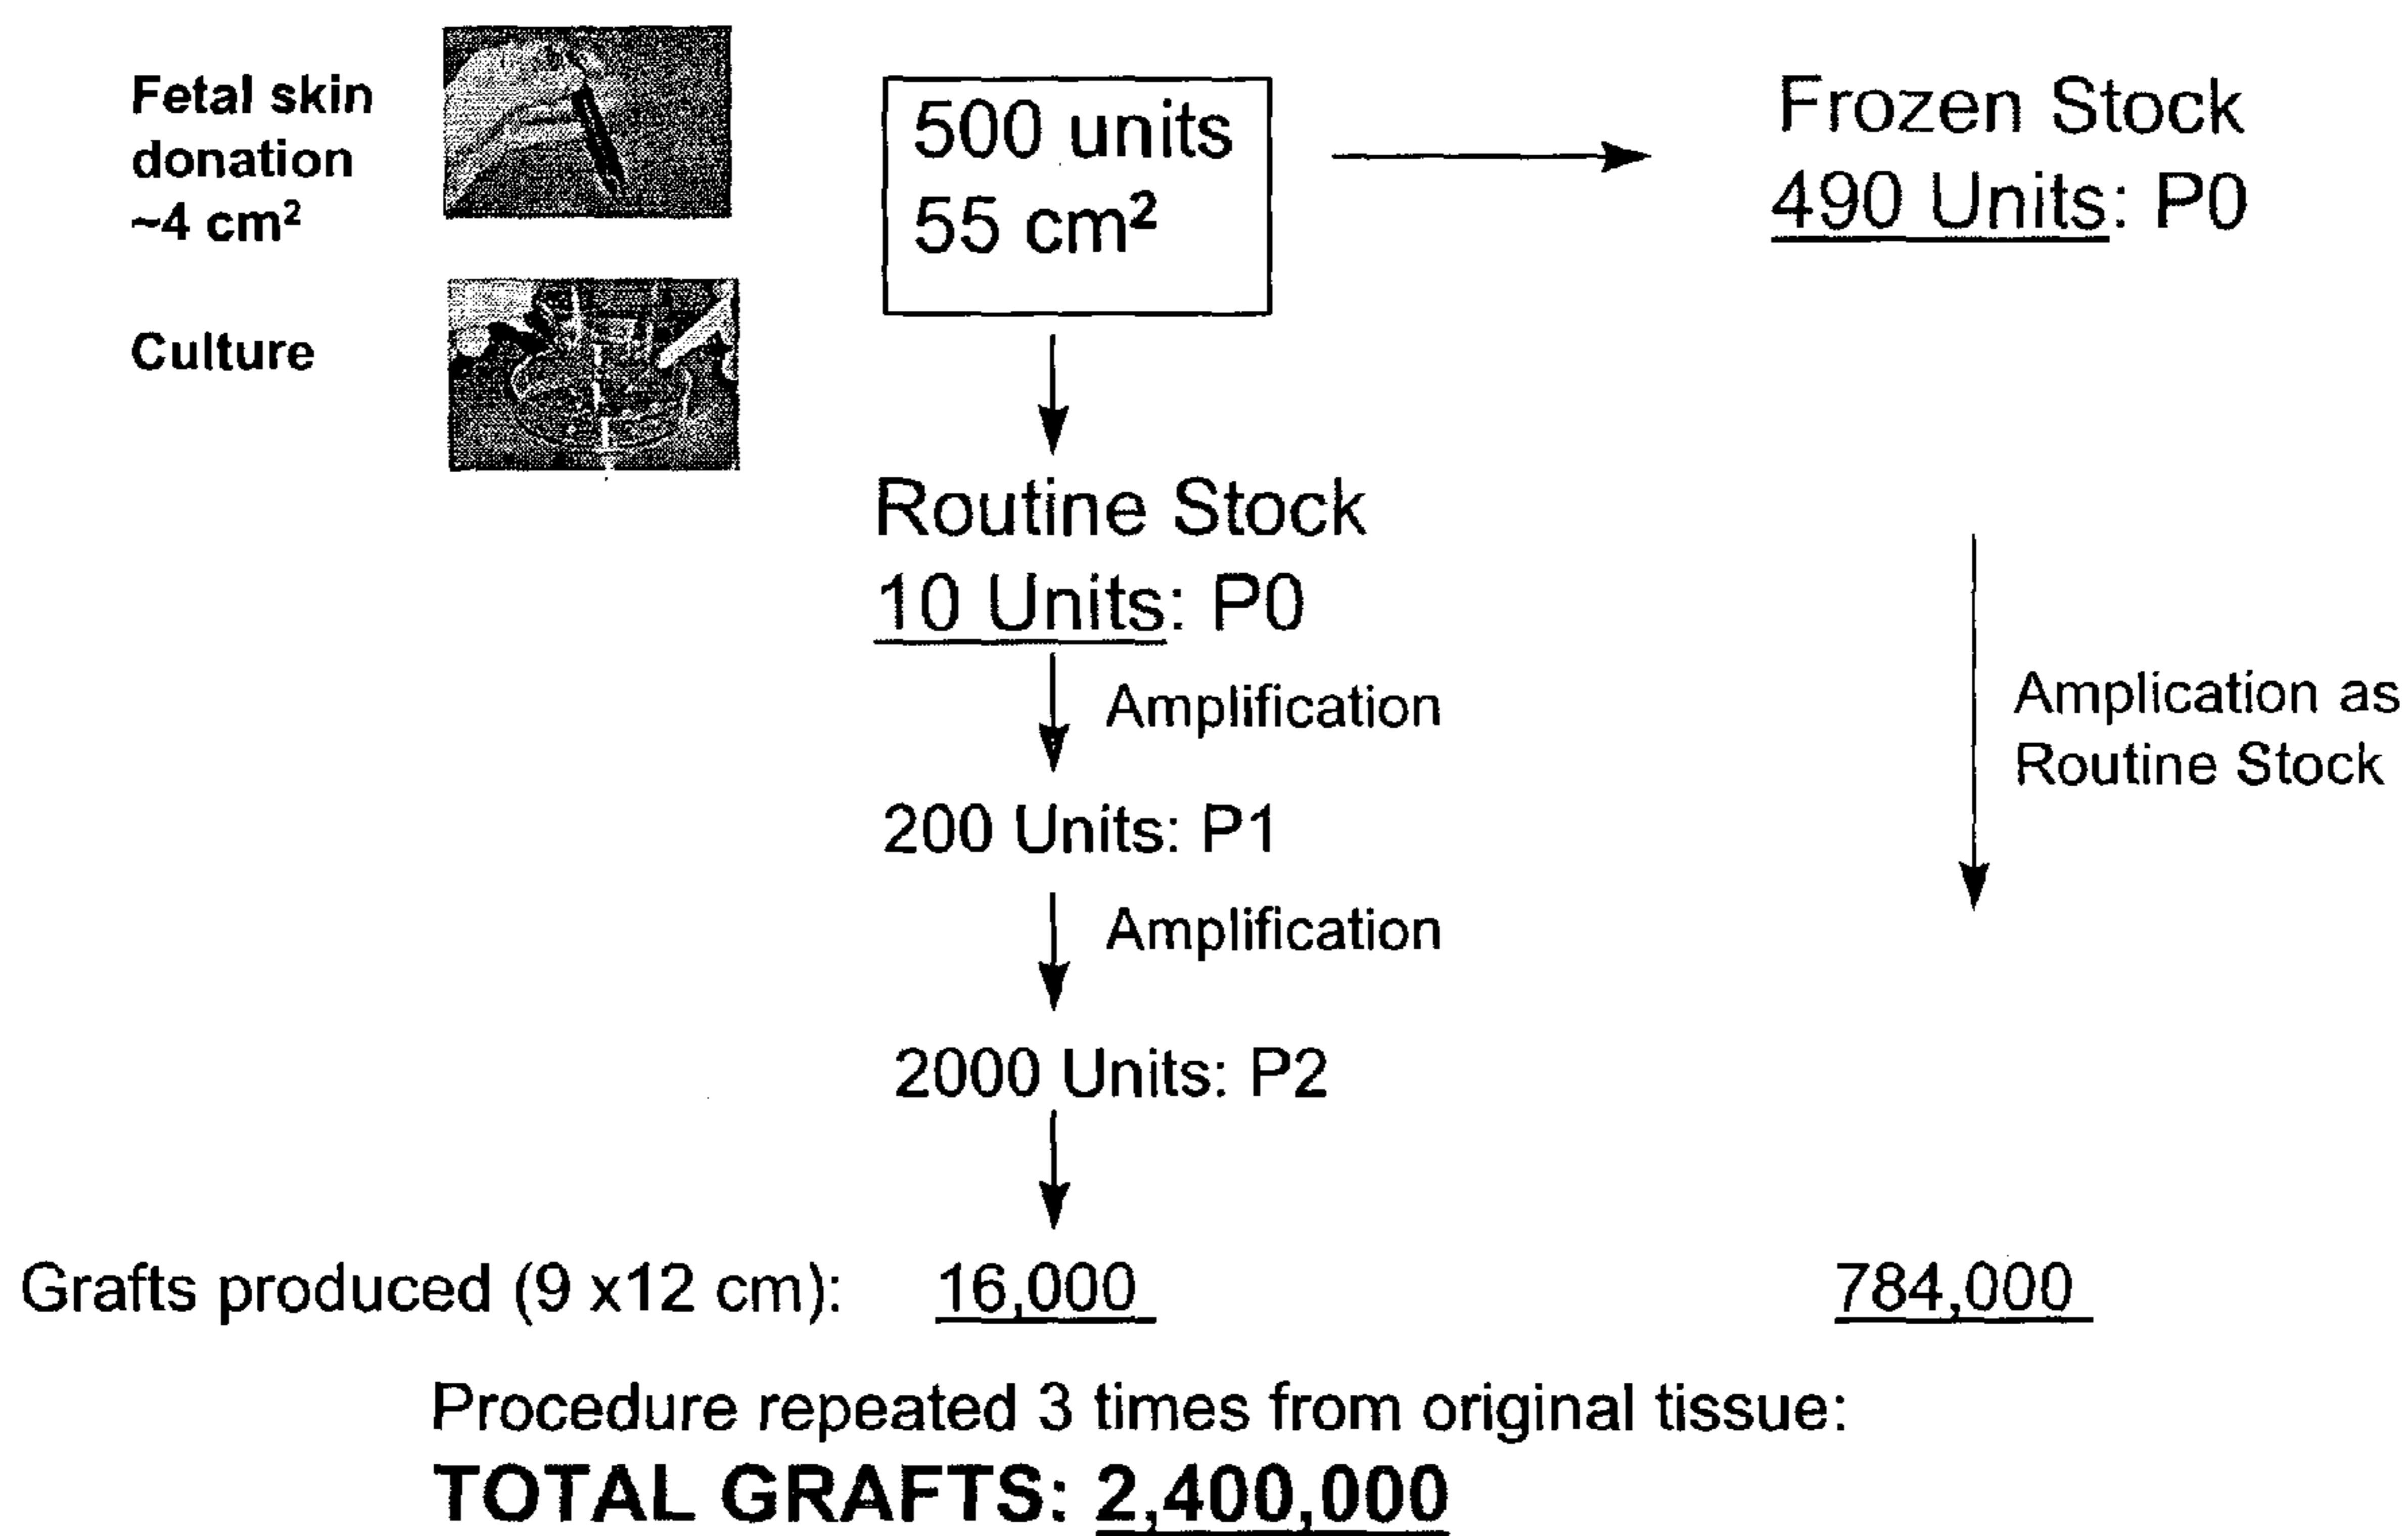 Fetal skin
donation
~4 cm²
Culture
500 units
55 cm²
Frozen Stock
490 Units: P0
Routine Stock
10 Units: P0
Amplification
200 Units: P1
Amplification
2000 Units: P2
Amplication as
Routine Stock
Grafts produced (9 x12 cm): 16,000 784,000
Procedure repeated 3 times from original tissue:
TOTAL GRAFTS: 2,400,000